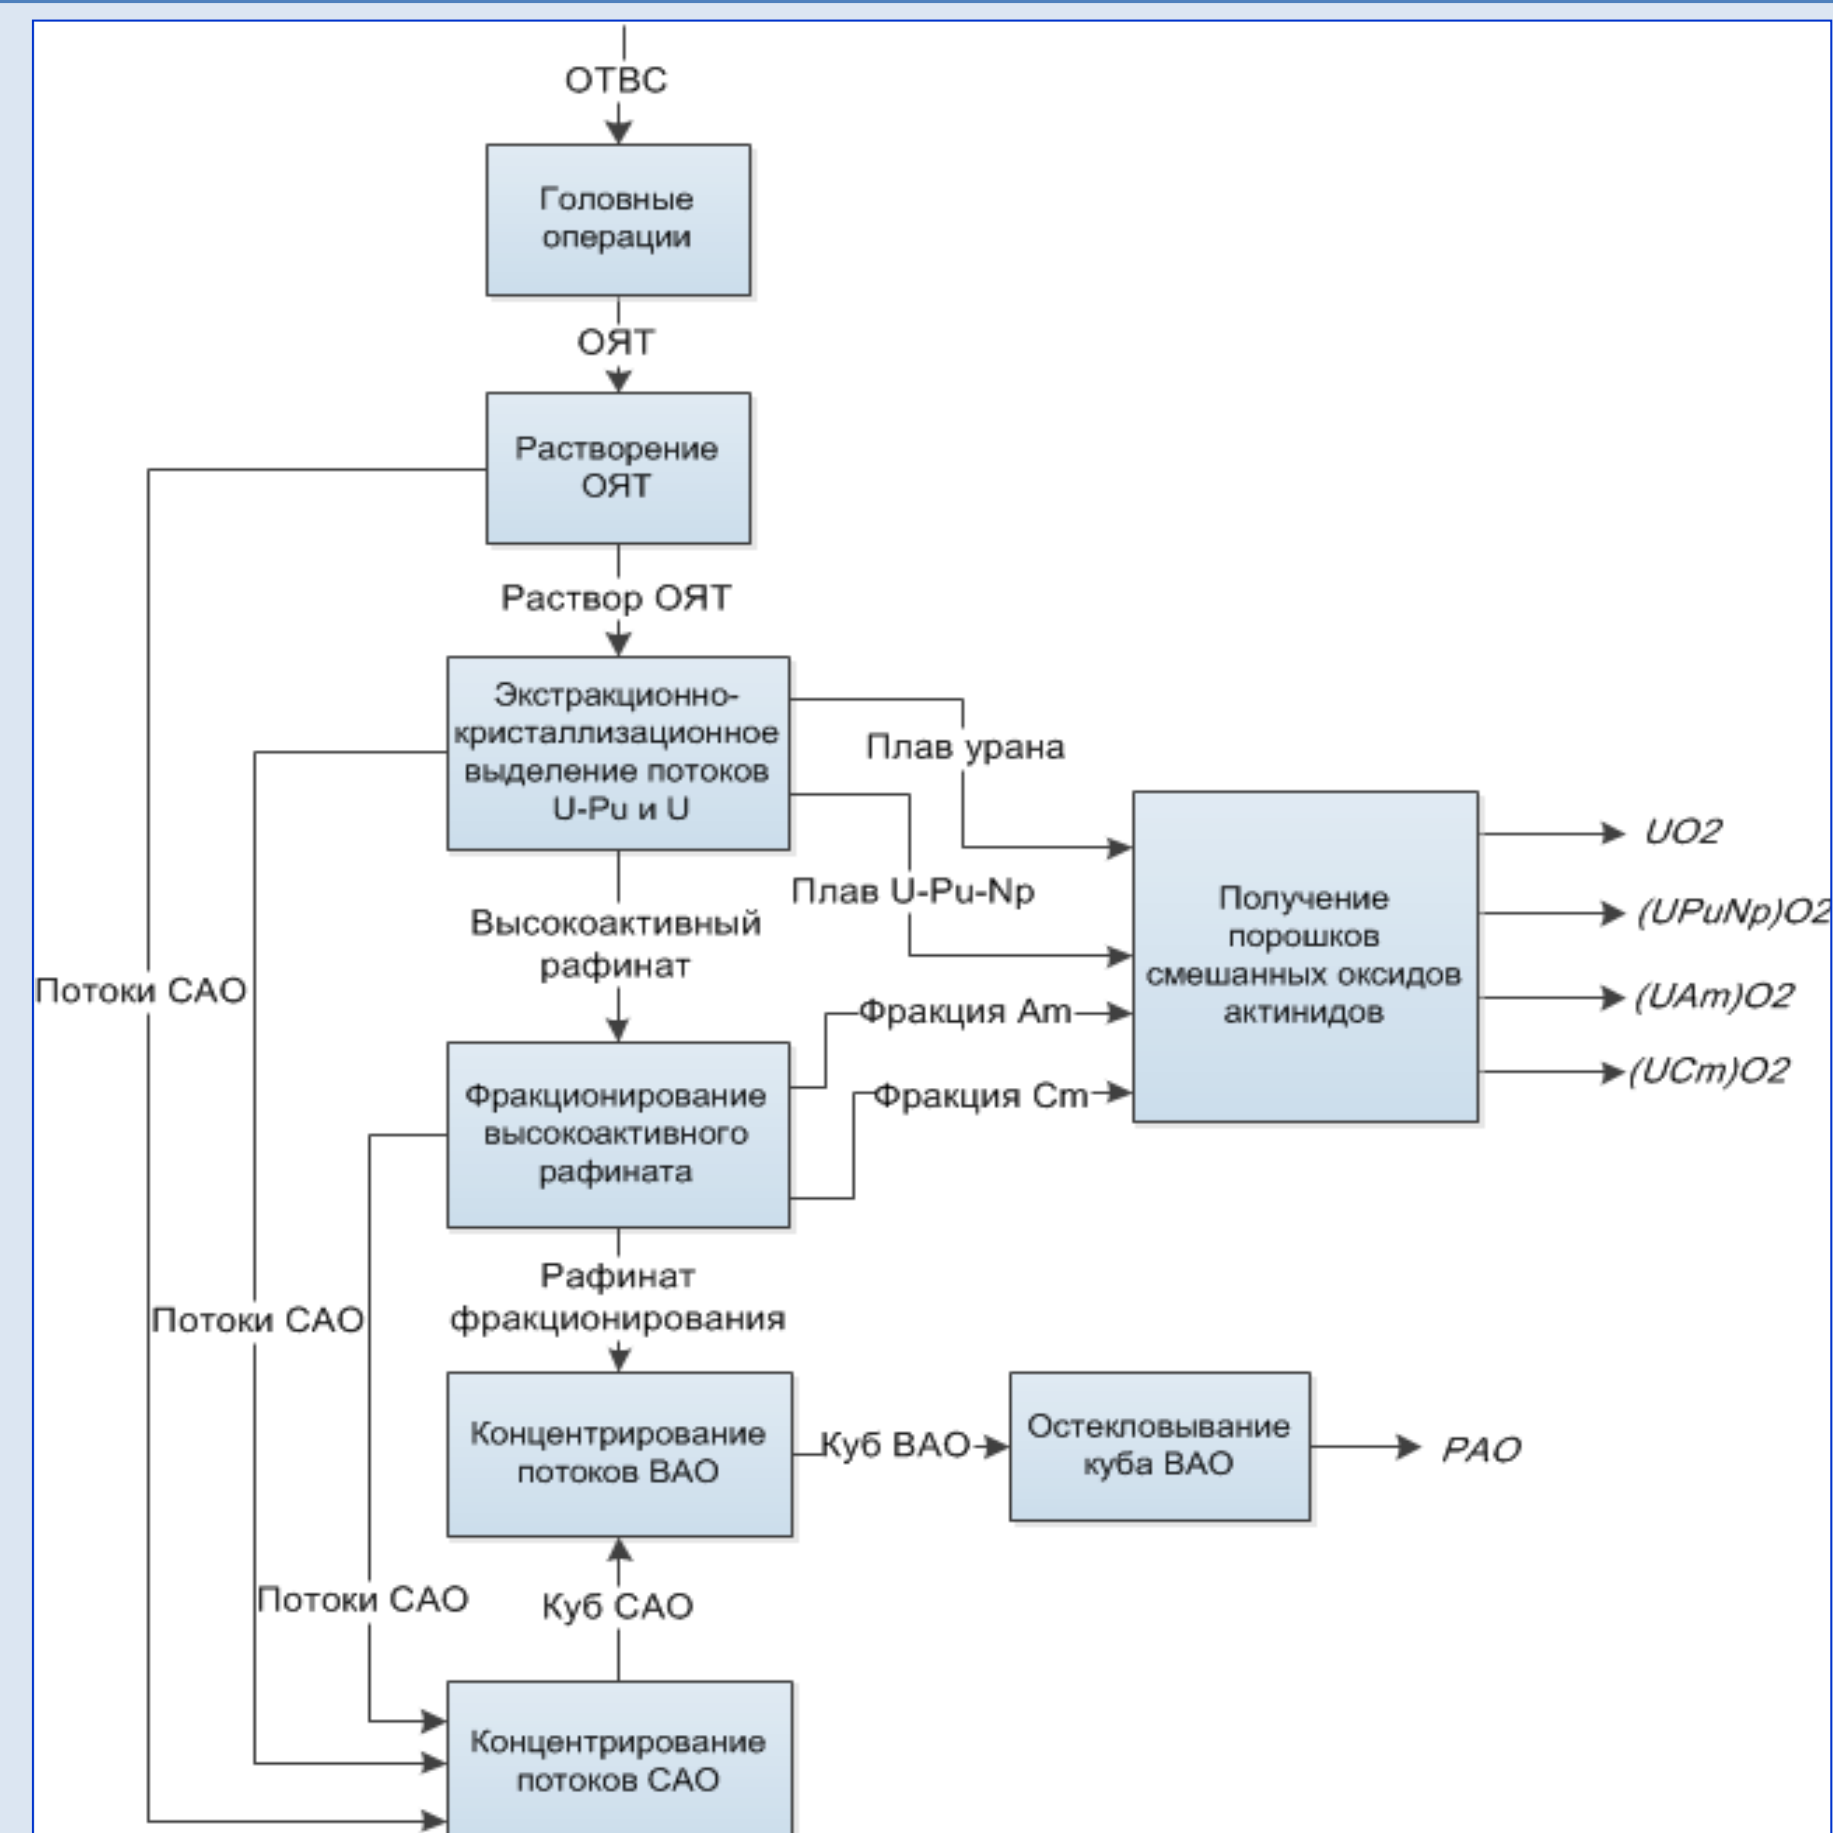 ОТВС
Головные
операции
ОЯТ
Растворение
ОЯТ
Раствор ОЯТ
Экстракционно-
кристаллизационное
выделение потоков
U-Pu и U
Плав урана
Плав U-Pu-Np
Высокоактивный
рафинат
Потоки САО
Фракция Am
Фракция Cm
Получение
порошков
смешанных оксидов
актинидов
UO2
(UPuNp)O2
(UAm)O2
(UCm)O2
Фракционирование
высокоактивного
рафината
Рафинат
фракционирования
Потоки САО
Концентрирование
потоков ВАО
Куб ВАО
Остекловывание
куба ВАО
РАО
Потоки САО
Куб САО
Концентрирование
потоков САО